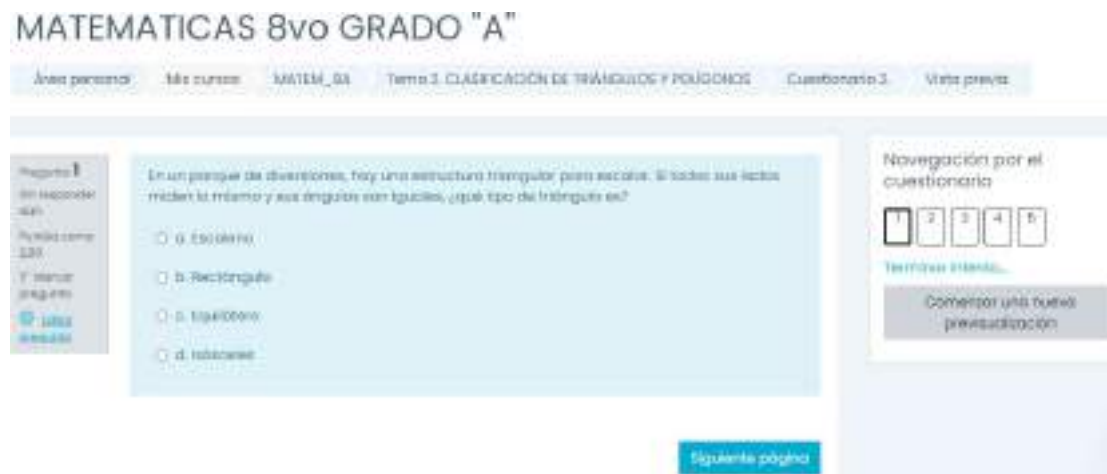 MATEMATICAS 8vo GRADO "A"
Área personal Mis cursos MATEM_8A Tema 2. CLASIFICACIÓN DE TRIÁNGULOS Y POLÍGONOS Cuestionario 2 Vista previa
Pregunta 1
Sin responder
aún
Puntúa como
2,00
Marcar
pregunta
Editar
pregunta
En un parque de diversiones, hay una estructura triangular para escalar. Si todos sus lados
miden lo mismo y sus ángulos son iguales, ¿qué tipo de triángulo es?
a. Escaleno
b. Rectángulo
c. Equilátero
d. Isósceles
Siguiente página
Navegación por el
cuestionario
1 2 3 4 5
Terminar intento...
Comenzar una nueva
previsualización